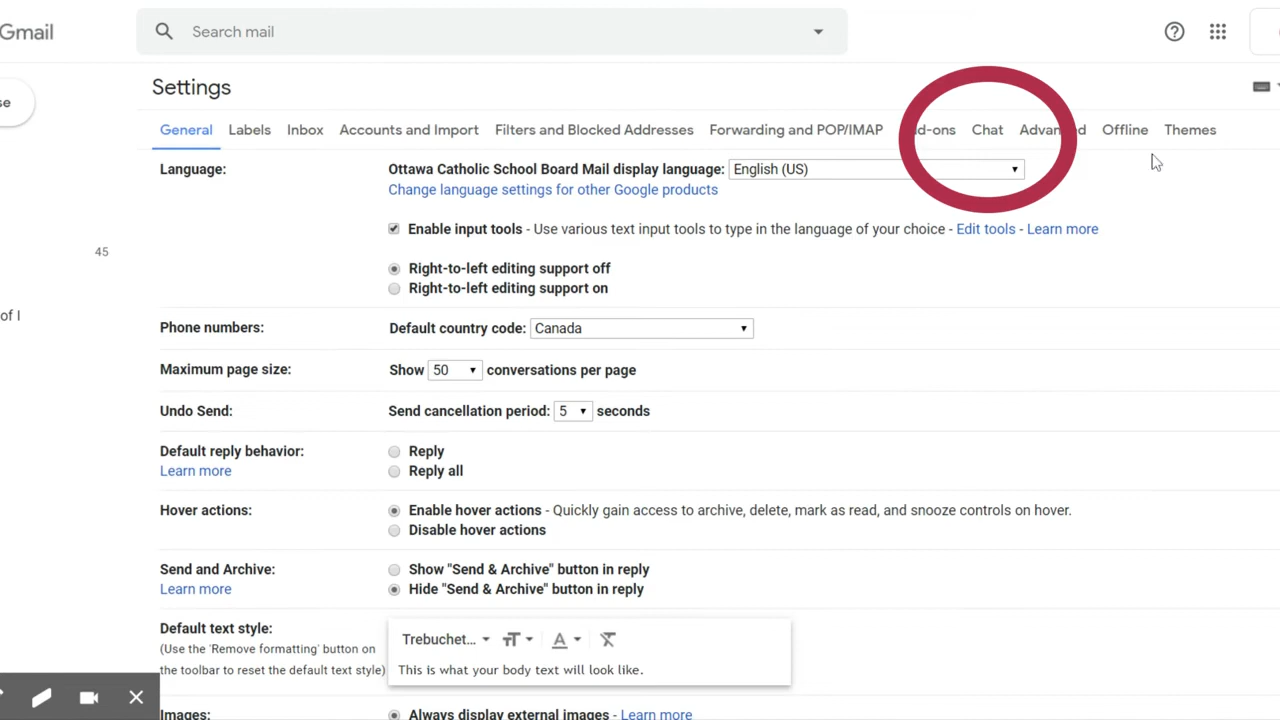 Gmail
Search mail
se
Settings
General Labels Inbox Accounts and Import Filters and Blocked Addresses Forwarding and POP/IMAP d-ons Chat Advan d Offline Themes
Language:
Ottawa Catholic School Board Mail display language: English (US)
Change language settings for other Google products
Enable input tools - Use various text input tools to type in the language of your choice - Edit tools - Learn more
45
Right-to-left editing support off
Right-to-left editing support on
of I
Phone numbers:
Default country code: Canada
Maximum page size:
Show 50 conversations per page
Undo Send:
Send cancellation period: 5 seconds
Default reply behavior:
Learn more
Reply
Reply all
Hover actions:
Enable hover actions - Quickly gain access to archive, delete, mark as read, and snooze controls on hover.
Disable hover actions
Send and Archive:
Learn more
Show "Send & Archive" button in reply
Hide "Send & Archive" button in reply
Default text style:
(Use the 'Remove formatting' button on
the toolbar to reset the default text style)
Trebuchet...
This is what your body text will look like.
Images:
Always display external images - Learn more